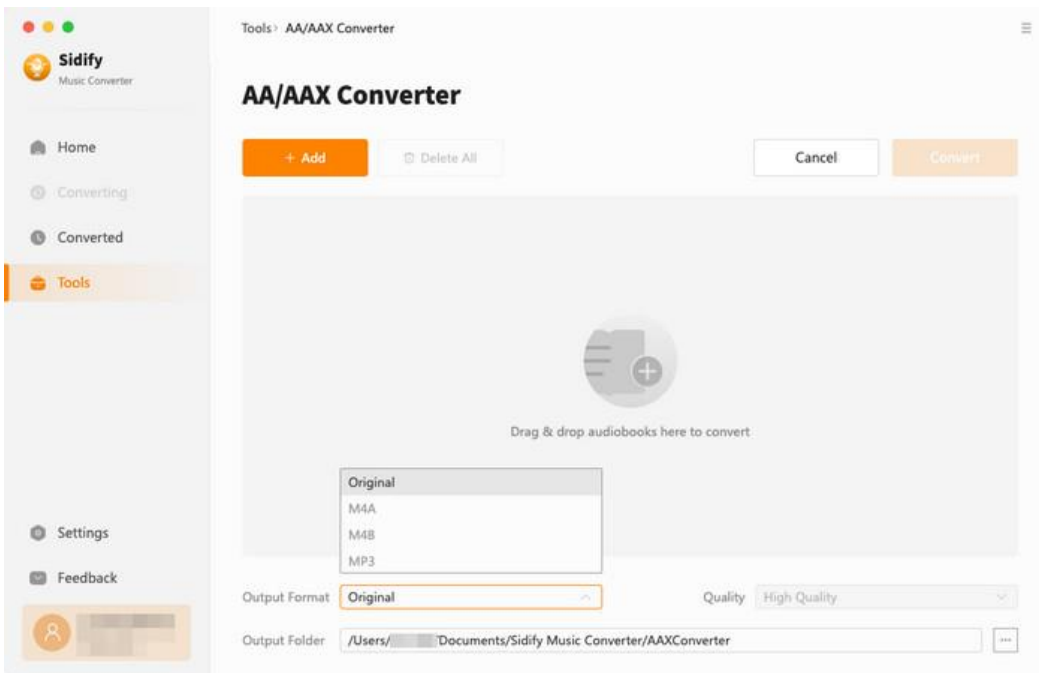 Sidify
Music Converter
Home
Converting
Converted
Tools
Settings
Feedback
Tools › AA/AAX Converter
AA/AAX Converter
+ Add
Delete All
Cancel
Convert
Drag & drop audiobooks here to convert
Original
M4A
M4B
MP3
Output Format Original
Quality High Quality
Output Folder /Users/ /Documents/Sidify Music Converter/AAXConverter
...